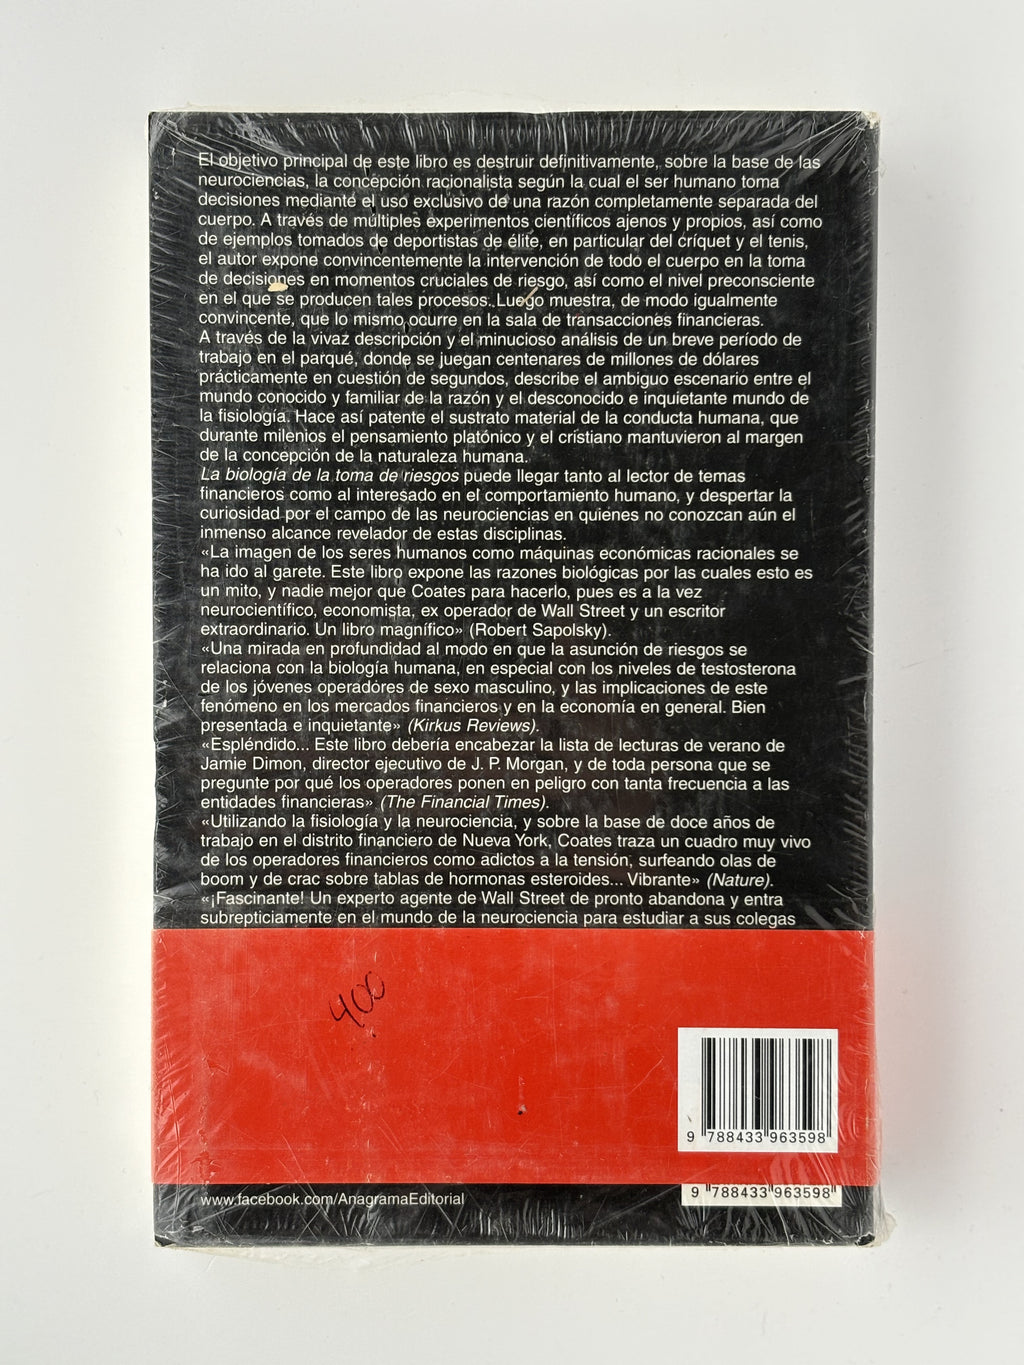 El objetivo principal de este libro es destruir definitivamente, sobre la base de las
neurociencias, la concepción racionalista según la cual el ser humano toma
decisiones mediante el uso exclusivo de una razón completamente separada del
cuerpo. A través de múltiples experimentos científicos ajenos y propios, así como
de ejemplos tomados de deportistas de élite, en particular del críquet y el tenis,
el autor expone convincentemente la intervención de todo el cuerpo en la toma
de decisiones en momentos cruciales de riesgo, así como el nivel preconsciente
en el que se producen tales procesos. Luego muestra, de modo igualmente
convincente, que lo mismo ocurre en la sala de transacciones financieras.
A través de la vivaz descripción y el minucioso análisis de un breve período de
trabajo en el parqué, donde se juegan centenares de millones de dólares
prácticamente en cuestión de segundos, describe el ambiguo escenario entre el
mundo conocido y familiar de la razón y el desconocido e inquietante mundo de
la fisiología. Hace así patente el sustrato material de la conducta humana, que
durante milenios el pensamiento platónico y el cristiano mantuvieron al margen
de la concepción de la naturaleza humana.
La biología de la toma de riesgos puede llegar tanto al lector de temas
financieros como al interesado en el comportamiento humano, y despertar la
curiosidad por el campo de las neurociencias en quienes no conozcan aún el
inmenso alcance revelador de estas disciplinas.
«La imagen de los seres humanos como máquinas económicas racionales se
ha ido al garete. Este libro expone las razones biológicas por las cuales esto es
un mito, y nadie mejor que Coates para hacerlo, pues es a la vez
neurocientífico, economista, ex operador de Wall Street y un escritor
extraordinario. Un libro magnífico» (Robert Sapolsky).
«Una mirada en profundidad al modo en que la asunción de riesgos se
relaciona con la biología humana, en especial con los niveles de testosterona
de los jóvenes operadores de sexo masculino, y las implicaciones de este
fenómeno en los mercados financieros y en la economía en general. Bien
presentada e inquietante» (Kirkus Reviews).
«Espléndido... Este libro debería encabezar la lista de lecturas de verano de
Jamie Dimon, director ejecutivo de J. P. Morgan, y de toda persona que se
pregunte por qué los operadores ponen en peligro con tanta frecuencia a las
entidades financieras» (The Financial Times).
«Utilizando la fisiología y la neurociencia, y sobre la base de doce años de
trabajo en el distrito financiero de Nueva York, Coates traza un cuadro muy vivo
de los operadores financieros como adictos a la tensión, surfeando olas de
boom y de crac sobre tablas de hormonas esteroides... Vibrante» (Nature).
«¡Fascinante! Un experto agente de Wall Street de pronto abandona y entra
subrepticiamente en el mundo de la neurociencia para estudiar a sus colegas
400
9 788433 963598
www.facebook.com/AnagramaEditorial
9 788433 963598